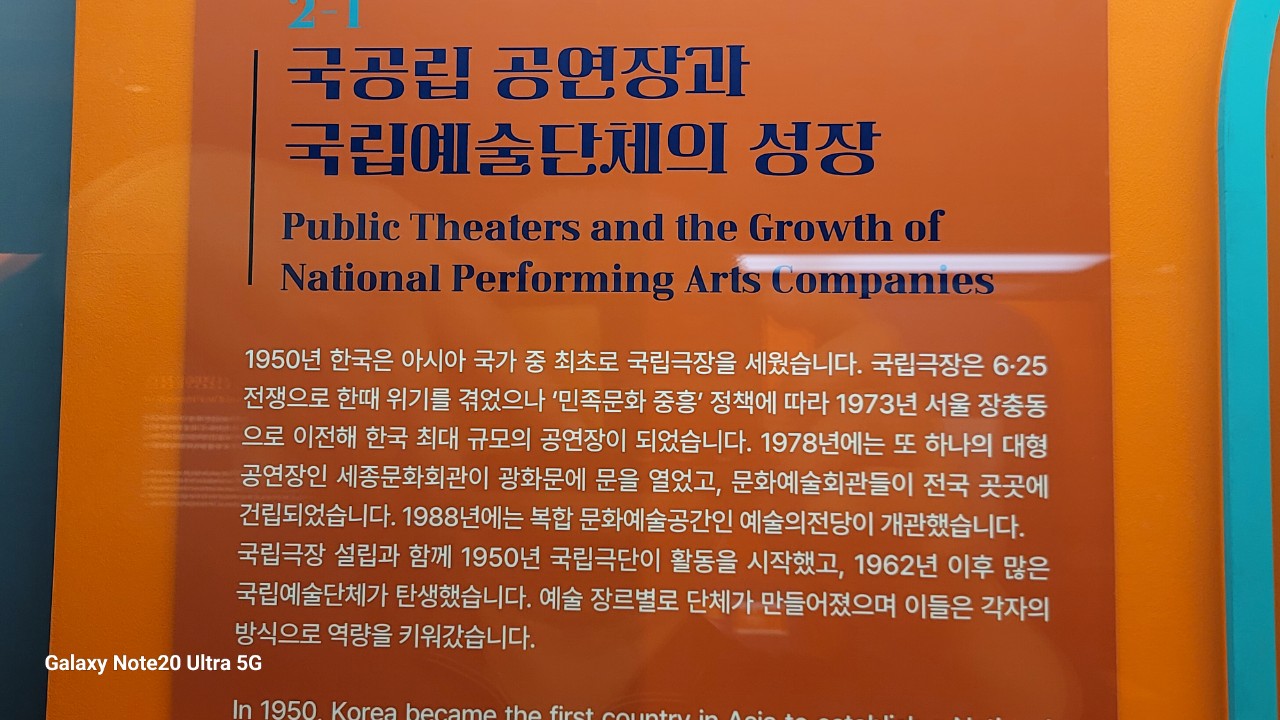 2-1
국공립 공연장과
국립예술단체의 성장
Public Theaters and the Growth of
National Performing Arts Companies
1950년 한국은 아시아 국가 중 최초로 국립극장을 세웠습니다. 국립극장은 6·25
전쟁으로 한때 위기를 겪었으나 ‘민족문화 중흥’ 정책에 따라 1973년 서울 장충동
으로 이전해 한국 최대 규모의 공연장이 되었습니다. 1978년에는 또 하나의 대형
공연장인 세종문화회관이 광화문에 문을 열었고, 문화예술회관들이 전국 곳곳에
건립되었습니다. 1988년에는 복합 문화예술공간인 예술의전당이 개관했습니다.
국립극장 설립과 함께 1950년 국립극단이 활동을 시작했고, 1962년 이후 많은
국립예술단체가 탄생했습니다. 예술 장르별로 단체가 만들어졌으며 이들은 각자의
방식으로 역량을 키워갔습니다.
Galaxy Note20 Ultra 5G
In 1950, Korea became the first country in Asia to establish a